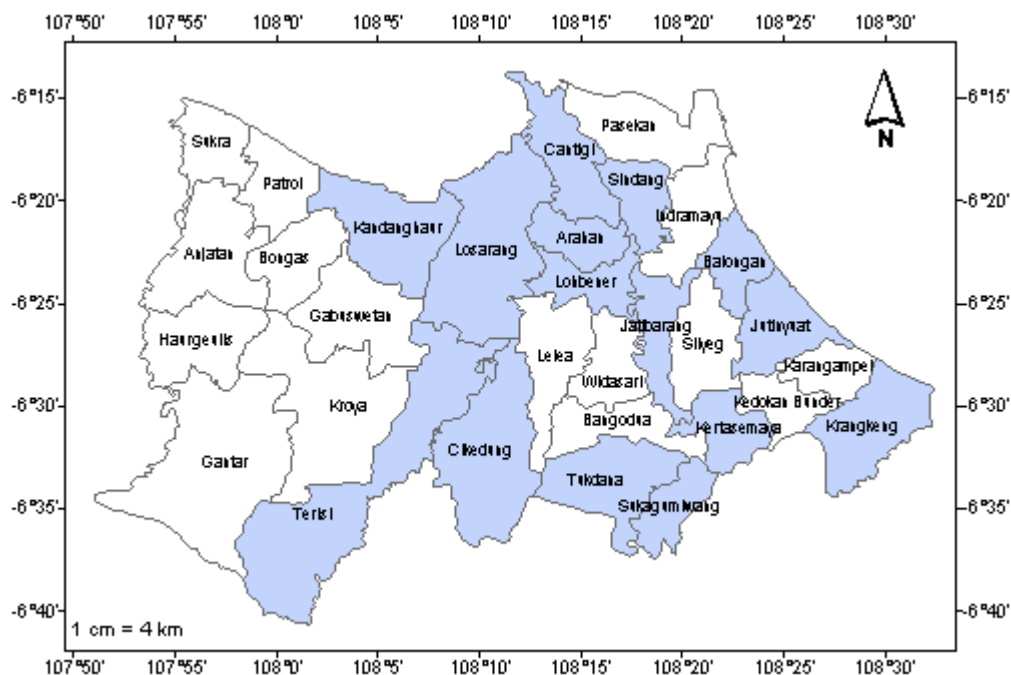 107°50' 107°55' 108°0' 108°5' 108°10' 108°15' 108°20' 108°26' 108°30'
-6°15' -6°15'
N
Pasekan
Sukra
Cantigi
Patrol
Sindang
-6°20' -6°20'
Kandanghaur
Indramayu
Losarang
Arahan
Anjatan
Bongas
Balongan
Lohbener
-6°25' -6°25'
Gabuswetan
Jatibarang
Juntinyuat
Haurgeulis
Sliyeg
Lelea
Karangampel
Widasari
Kedokan Bunder
-6°30' -6°30'
Kroya
Bangodua
Kertasemaya
Krangkeng
Cikedung
Gantar
Tukdana
-6°35' -6°35'
Sukagumiwang
Terisi
-6°40' -6°40'
1 cm = 4 km
107°50' 107°55' 108°0' 108°5' 108°10' 108°15' 108°20' 108°26' 108°30'